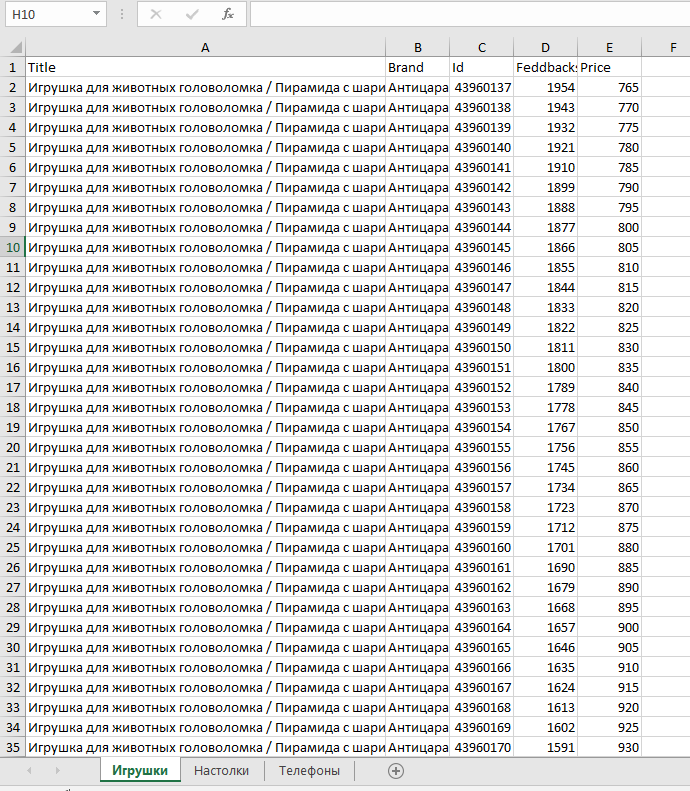 H10
fx
A B C D E F
1 Title Brand Id Feddbacks Price
2 Игрушка для животных головоломка / Пирамида с шари Антицара 43960137 1954 765
3 Игрушка для животных головоломка / Пирамида с шари Антицара 43960138 1943 770
4 Игрушка для животных головоломка / Пирамида с шари Антицара 43960139 1932 775
5 Игрушка для животных головоломка / Пирамида с шари Антицара 43960140 1921 780
6 Игрушка для животных головоломка / Пирамида с шари Антицара 43960141 1910 785
7 Игрушка для животных головоломка / Пирамида с шари Антицара 43960142 1899 790
8 Игрушка для животных головоломка / Пирамида с шари Антицара 43960143 1888 795
9 Игрушка для животных головоломка / Пирамида с шари Антицара 43960144 1877 800
10 Игрушка для животных головоломка / Пирамида с шари Антицара 43960145 1866 805
11 Игрушка для животных головоломка / Пирамида с шари Антицара 43960146 1855 810
12 Игрушка для животных головоломка / Пирамида с шари Антицара 43960147 1844 815
13 Игрушка для животных головоломка / Пирамида с шари Антицара 43960148 1833 820
14 Игрушка для животных головоломка / Пирамида с шари Антицара 43960149 1822 825
15 Игрушка для животных головоломка / Пирамида с шари Антицара 43960150 1811 830
16 Игрушка для животных головоломка / Пирамида с шари Антицара 43960151 1800 835
17 Игрушка для животных головоломка / Пирамида с шари Антицара 43960152 1789 840
18 Игрушка для животных головоломка / Пирамида с шари Антицара 43960153 1778 845
19 Игрушка для животных головоломка / Пирамида с шари Антицара 43960154 1767 850
20 Игрушка для животных головоломка / Пирамида с шари Антицара 43960155 1756 855
21 Игрушка для животных головоломка / Пирамида с шари Антицара 43960156 1745 860
22 Игрушка для животных головоломка / Пирамида с шари Антицара 43960157 1734 865
23 Игрушка для животных головоломка / Пирамида с шари Антицара 43960158 1723 870
24 Игрушка для животных головоломка / Пирамида с шари Антицара 43960159 1712 875
25 Игрушка для животных головоломка / Пирамида с шари Антицара 43960160 1701 880
26 Игрушка для животных головоломка / Пирамида с шари Антицара 43960161 1690 885
27 Игрушка для животных головоломка / Пирамида с шари Антицара 43960162 1679 890
28 Игрушка для животных головоломка / Пирамида с шари Антицара 43960163 1668 895
29 Игрушка для животных головоломка / Пирамида с шари Антицара 43960164 1657 900
30 Игрушка для животных головоломка / Пирамида с шари Антицара 43960165 1646 905
31 Игрушка для животных головоломка / Пирамида с шари Антицара 43960166 1635 910
32 Игрушка для животных головоломка / Пирамида с шари Антицара 43960167 1624 915
33 Игрушка для животных головоломка / Пирамида с шари Антицара 43960168 1613 920
34 Игрушка для животных головоломка / Пирамида с шари Антицара 43960169 1602 925
35 Игрушка для животных головоломка / Пирамида с шари Антицара 43960170 1591 930
Игрушки Настолки Телефоны